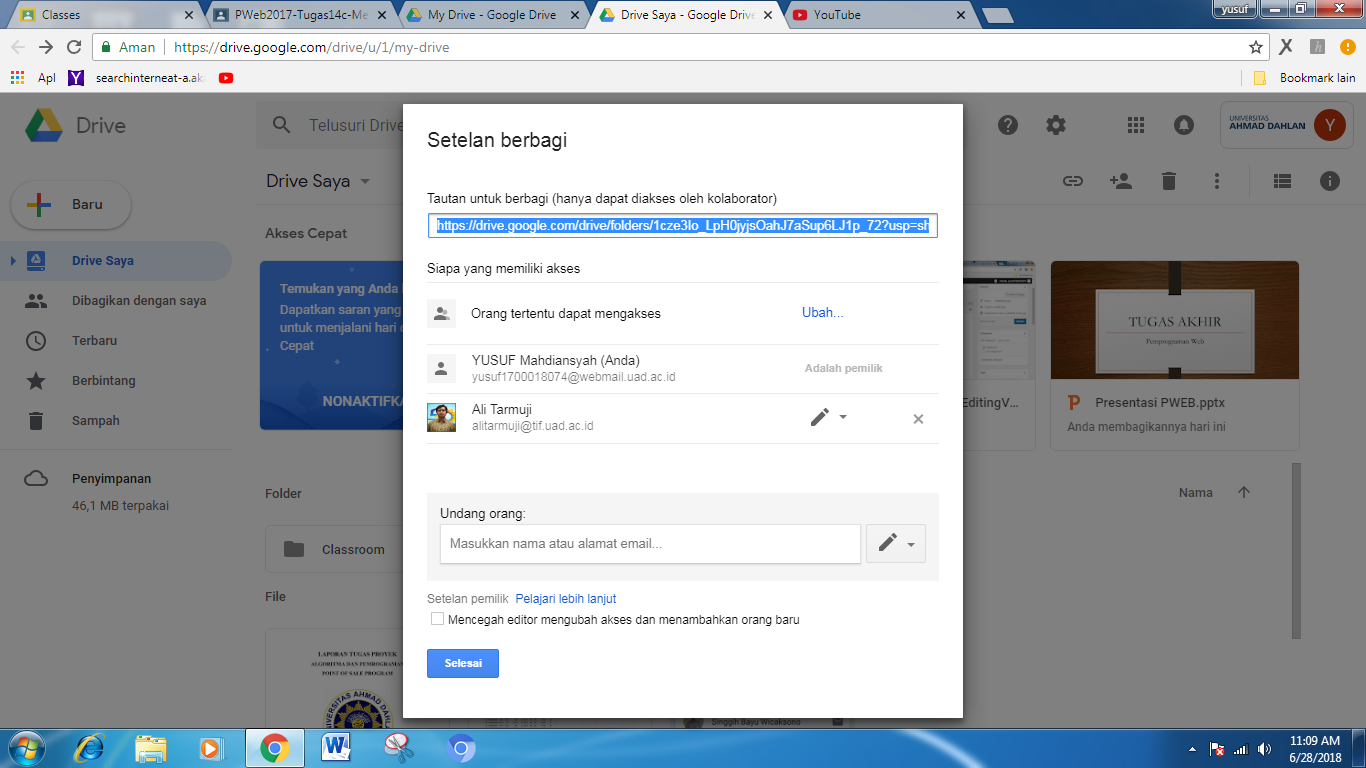 Classes
PWeb2017-Tugas14c-Me
My Drive - Google Drive
Drive Saya - Google Drive
YouTube
yusuf
Aman
https://drive.google.com/drive/u/1/my-drive
Apl
searchinterneat-a.ak
Bookmark lain
Drive
Telusuri Drive
UNIVERSITAS
AHMAD DAHLAN
Y
Drive Saya
Baru
Akses Cepat
Drive Saya
Dibagikan dengan saya
Terbaru
Berbintang
Sampah
Penyimpanan
46,1 MB terpakai
Temukan yang Anda
Dapatkan saran yang
untuk menjalani hari
Cepat
NONAKTIFKA
Setelan berbagi
Tautan untuk berbagi (hanya dapat diakses oleh kolaborator)
https://drive.google.com/drive/folders/1cze3Io_LpH0jyjsOahJ7aSup6LJ1p_72?usp=sh
Siapa yang memiliki akses
Orang tertentu dapat mengakses
Ubah...
YUSUF Mahdiansyah (Anda)
yusuf1700018074@webmail.uad.ac.id
Adalah pemilik
Ali Tarmuji
alitarmuji@tif.uad.ac.id
Undang orang:
Masukkan nama atau alamat email...
Setelan pemilik Pelajari lebih lanjut
Mencegah editor mengubah akses dan menambahkan orang baru
Selesai
EditingV...
TUGAS AKHIR
Pemprograman Web
Presentasi PWEB.pptx
Anda membagikannya hari ini
Folder
Nama
Classroom
File
LAPORAN TUGAS PROYEK
ALGORITMA DAN PEMROGRAMAN
POINT OF SALE PROGRAM
Singgih Bayu Wicaksono
11:09 AM
6/28/2018